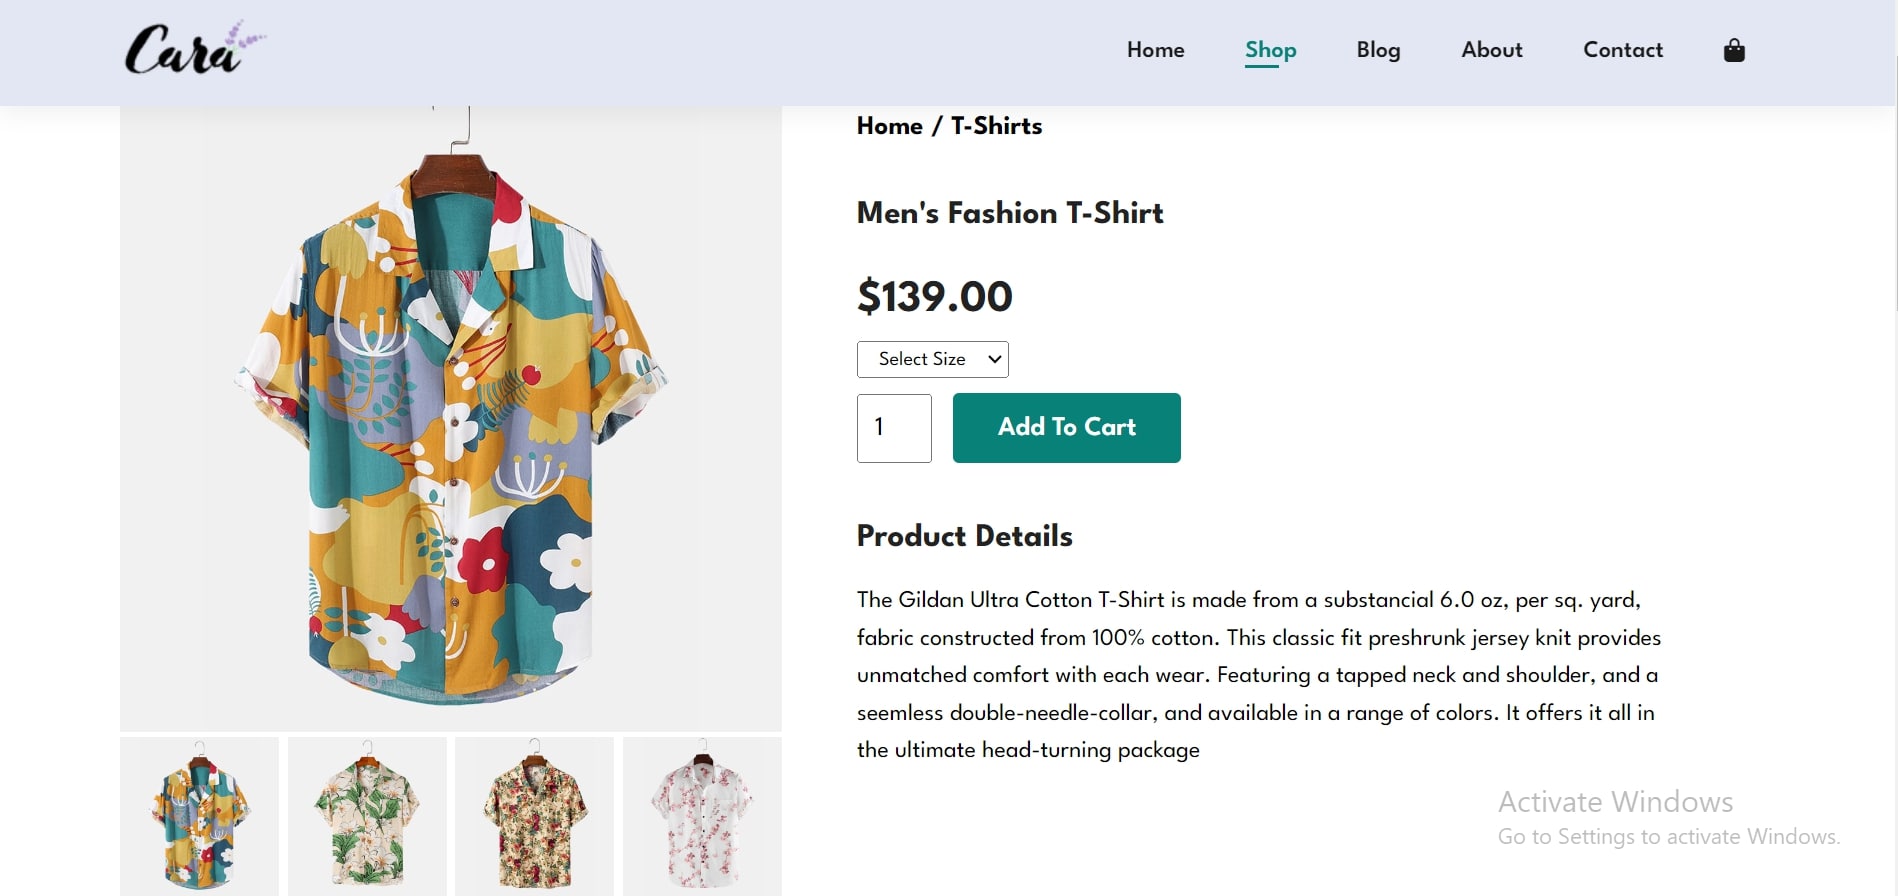 Cara
Home Shop Blog About Contact
Home / T-Shirts
Men's Fashion T-Shirt
$139.00
Select Size
1 Add To Cart
Product Details
The Gildan Ultra Cotton T-Shirt is made from a substancial 6.0 oz, per sq. yard,
fabric constructed from 100% cotton. This classic fit preshrunk jersey knit provides
unmatched comfort with each wear. Featuring a tapped neck and shoulder, and a
seemless double-needle-collar, and available in a range of colors. It offers it all in
the ultimate head-turning package
Activate Windows
Go to Settings to activate Windows.